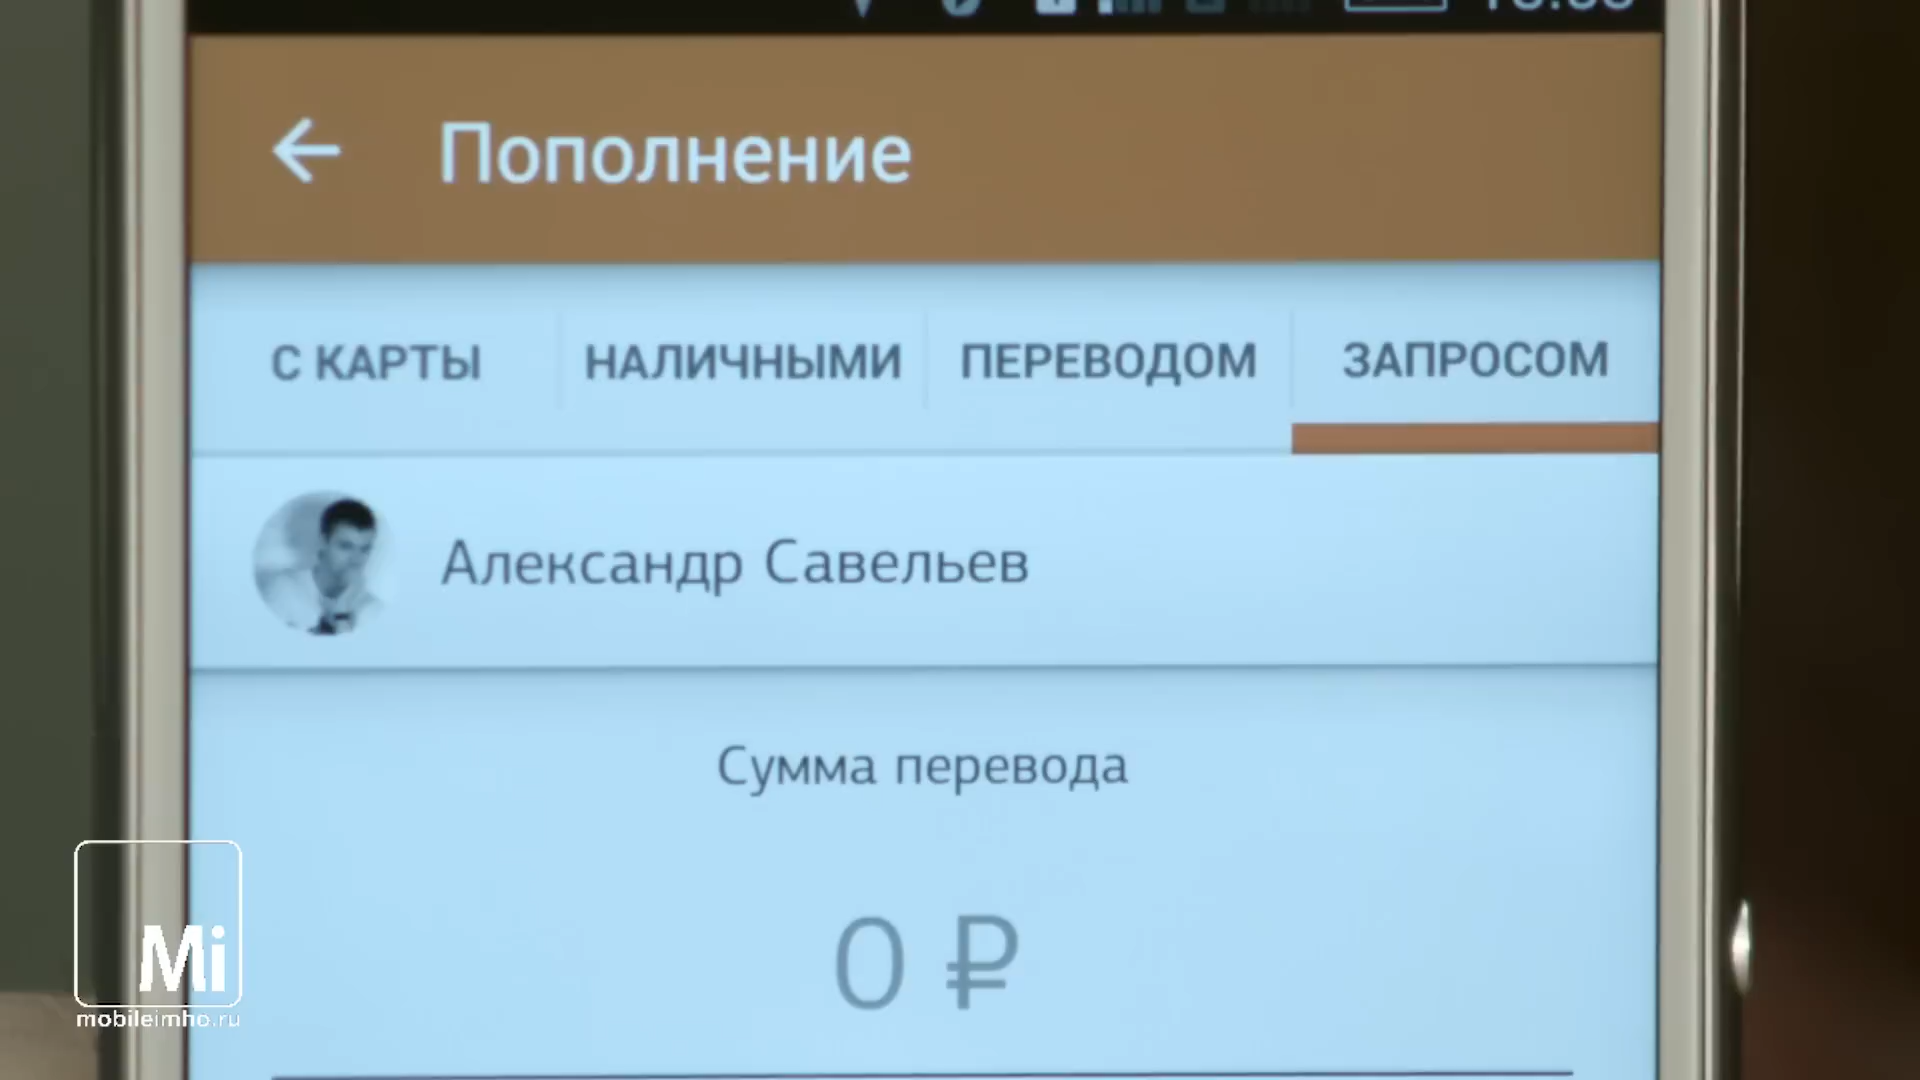 Пополнение
С КАРТЫ НАЛИЧНЫМИ ПЕРЕВОДОМ ЗАПРОСОМ
Александр Савельев
Сумма перевода
0 ₽
Mi
mobileimho.ru